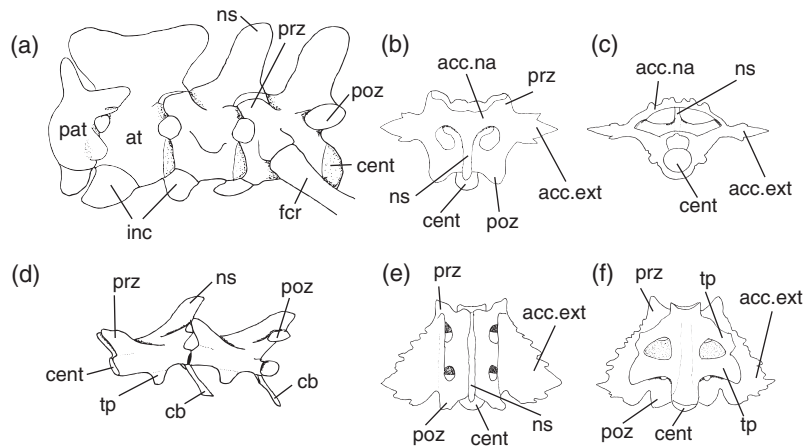 (a)
ns
prz
poz
pat
at
cent
inc
fcr
(b)
acc.na
prz
acc.ext
ns
cent
poz
(c)
acc.na
ns
acc.ext
cent
(d)
prz
ns
poz
cent
tp
cb
cb
(e)
prz
acc.ext
ns
poz
cent
(f)
prz
tp
acc.ext
poz
cent
tp